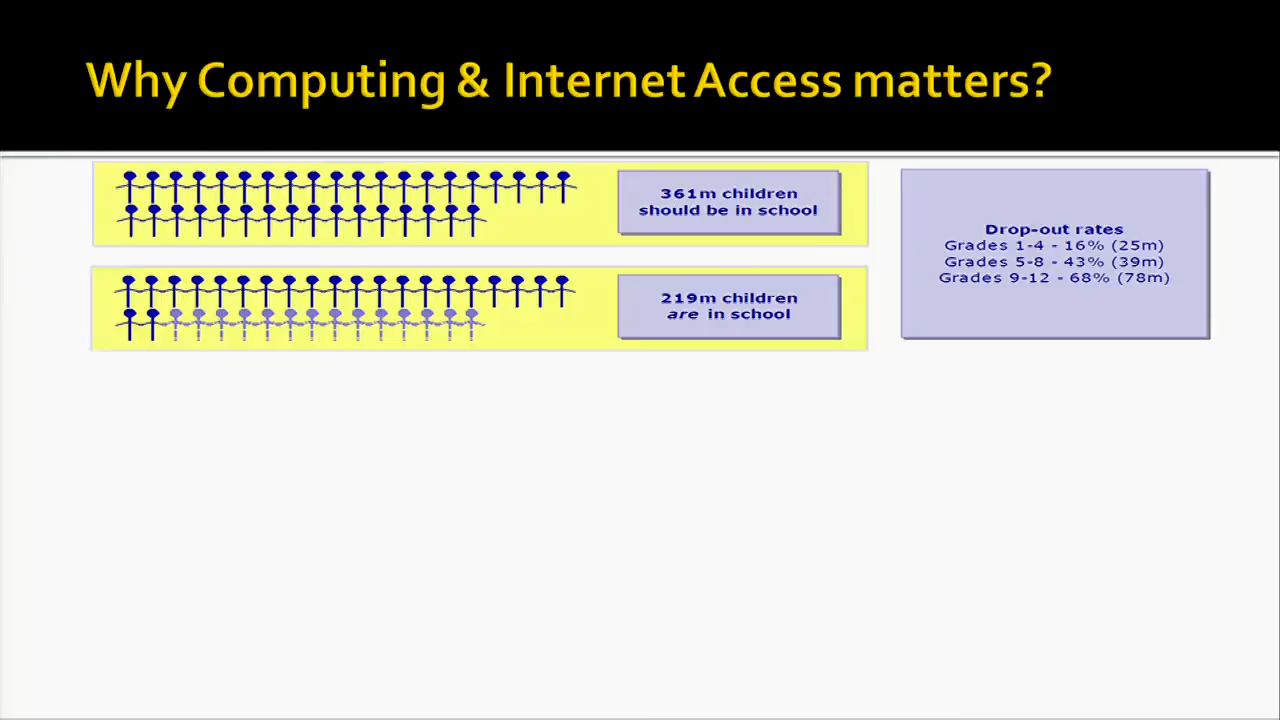 Why Computing & Internet Access matters?
361m children
should be in school
219m children
are in school
Drop-out rates
Grades 1-4 - 16% (25m)
Grades 5-8 - 43% (39m)
Grades 9-12 - 68% (78m)